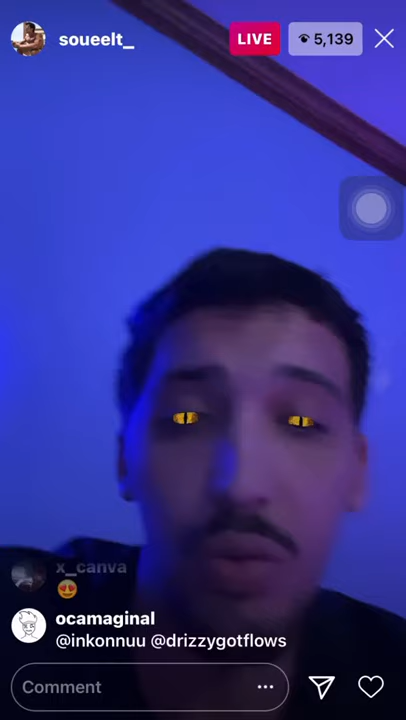 soueelt_
LIVE
5,139
x_canva
😍
ocamaginal
@inkonnuu @drizzygotflows
Comment